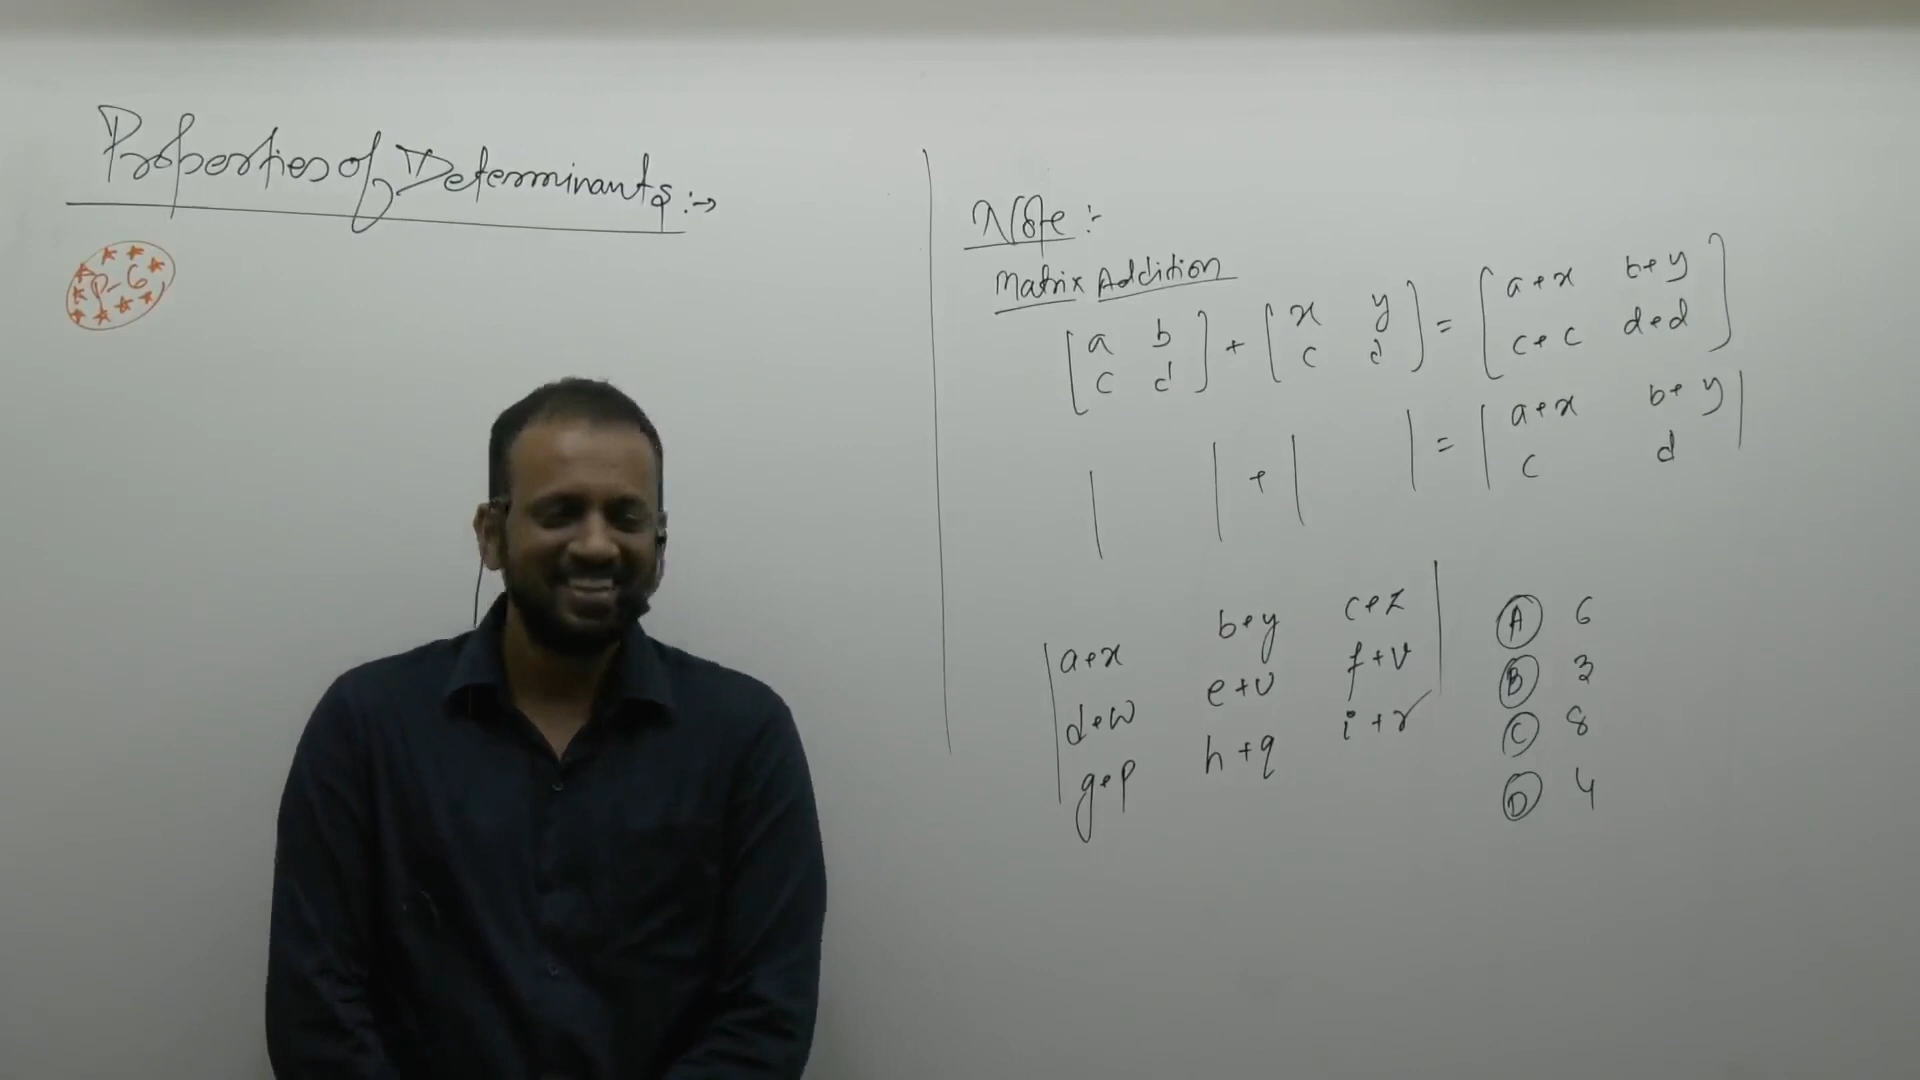 Properties of Determinants :→
P-6
Note :-
Matrix Addition
[a b
c d] + [x y
c d] = [a+x b+y
c+c d+d]
| | + | | = |a+x b+y
c d|
|a+x b+y c+z|
d+w e+u f+v
g+p h+q i+r
(A) 6
(B) 3
(C) 8
(D) 4